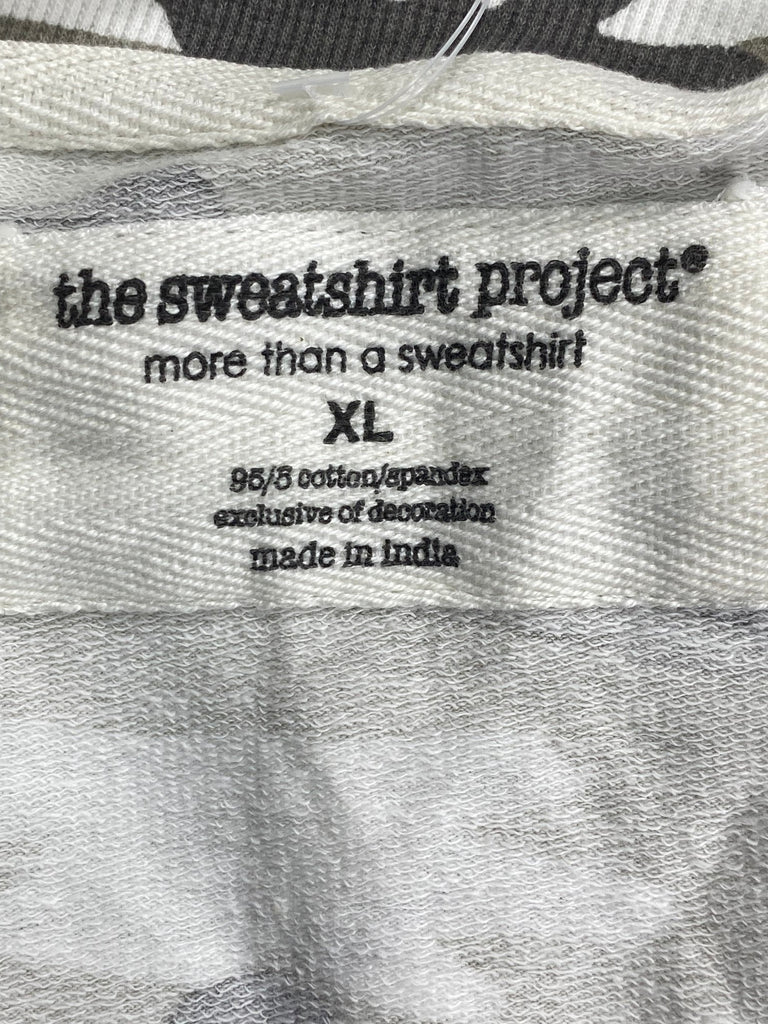 the sweatshirt project®
more than a sweatshirt
XL
95/5 cotton/spandex
exclusive of decoration
made in india